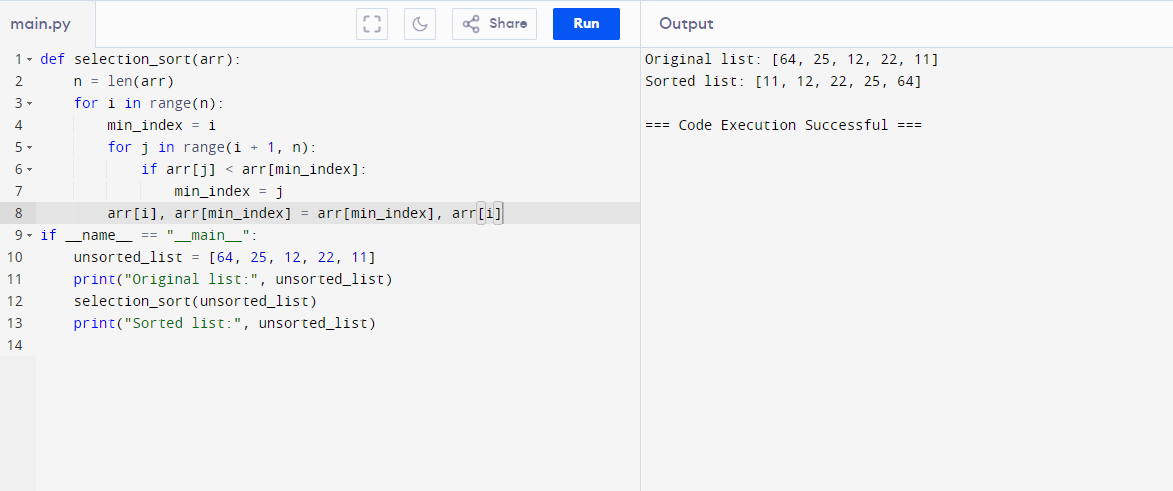 main.py Share Run Output
1 def selection_sort(arr):
2     n = len(arr)
3     for i in range(n):
4         min_index = i
5         for j in range(i + 1, n):
6             if arr[j] < arr[min_index]:
7                 min_index = j
8         arr[i], arr[min_index] = arr[min_index], arr[i]
9 if __name__ == "__main__":
10     unsorted_list = [64, 25, 12, 22, 11]
11     print("Original list:", unsorted_list)
12     selection_sort(unsorted_list)
13     print("Sorted list:", unsorted_list)
14
Original list: [64, 25, 12, 22, 11]
Sorted list: [11, 12, 22, 25, 64]
=== Code Execution Successful ===